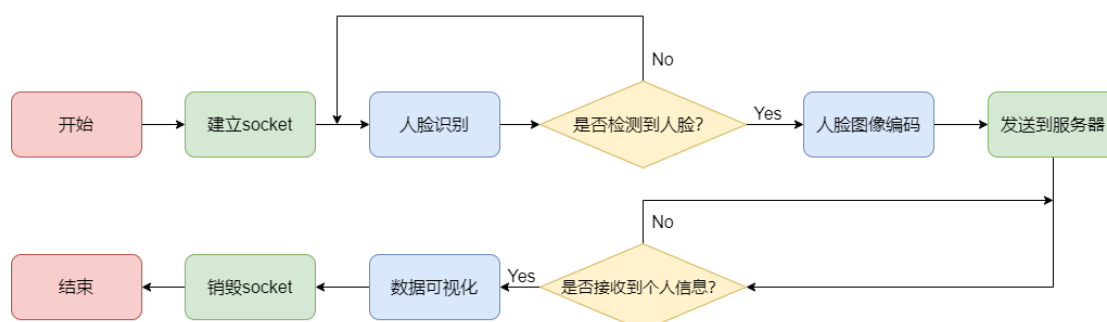 No
开始
建立socket
人脸识别
是否检测到人脸？
Yes
人脸图像编码
发送到服务器
No
结束
销毁socket
数据可视化
Yes
是否接收到个人信息？